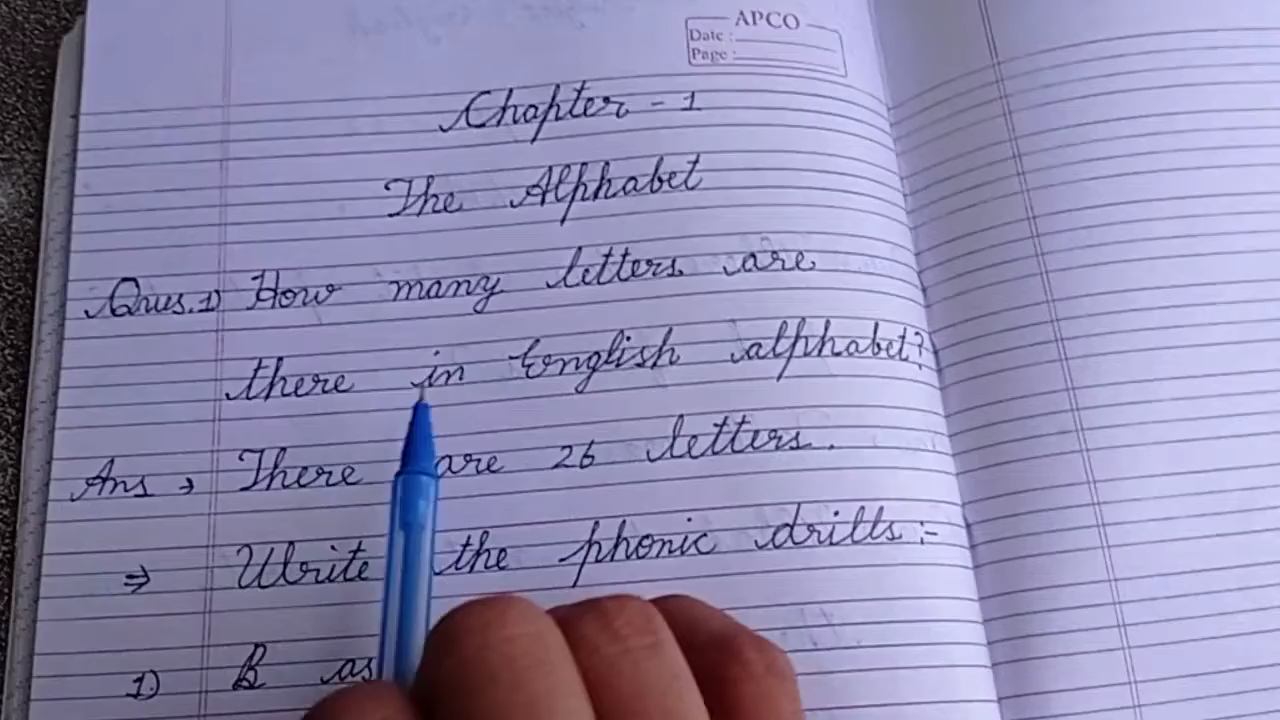 APCO
Date :
Page :
Chapter - 1
The Alphabet
Qus.1) How many letters are
there in English alphabet?
Ans → There are 26 letters.
⇒ Write the phonic drills :-
1) B as